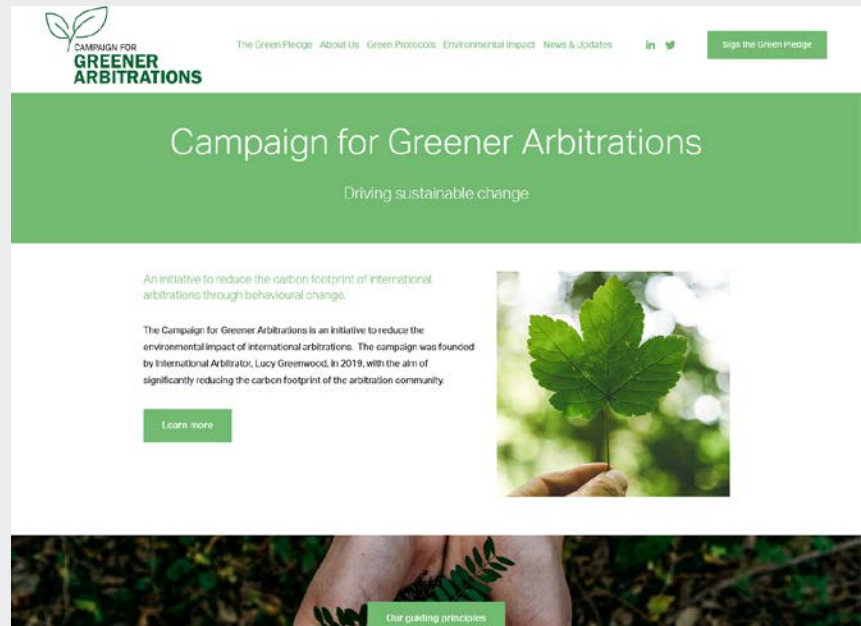 CAMPAIGN FOR
GREENER
ARBITRATIONS
The Green Pledge About Us Green Protocols Environmental Impact News & Updates
in
Sign the Green Pledge
Campaign for Greener Arbitrations
Driving sustainable change
An initiative to reduce the carbon footprint of international
arbitrations through behavioural change.
The Campaign for Greener Arbitrations is an initiative to reduce the
environmental impact of international arbitrations. The campaign was founded
by International Arbitrator, Lucy Greenwood, in 2019, with the aim of
significantly reducing the carbon footprint of the arbitration community.
Learn more
Our guiding principles